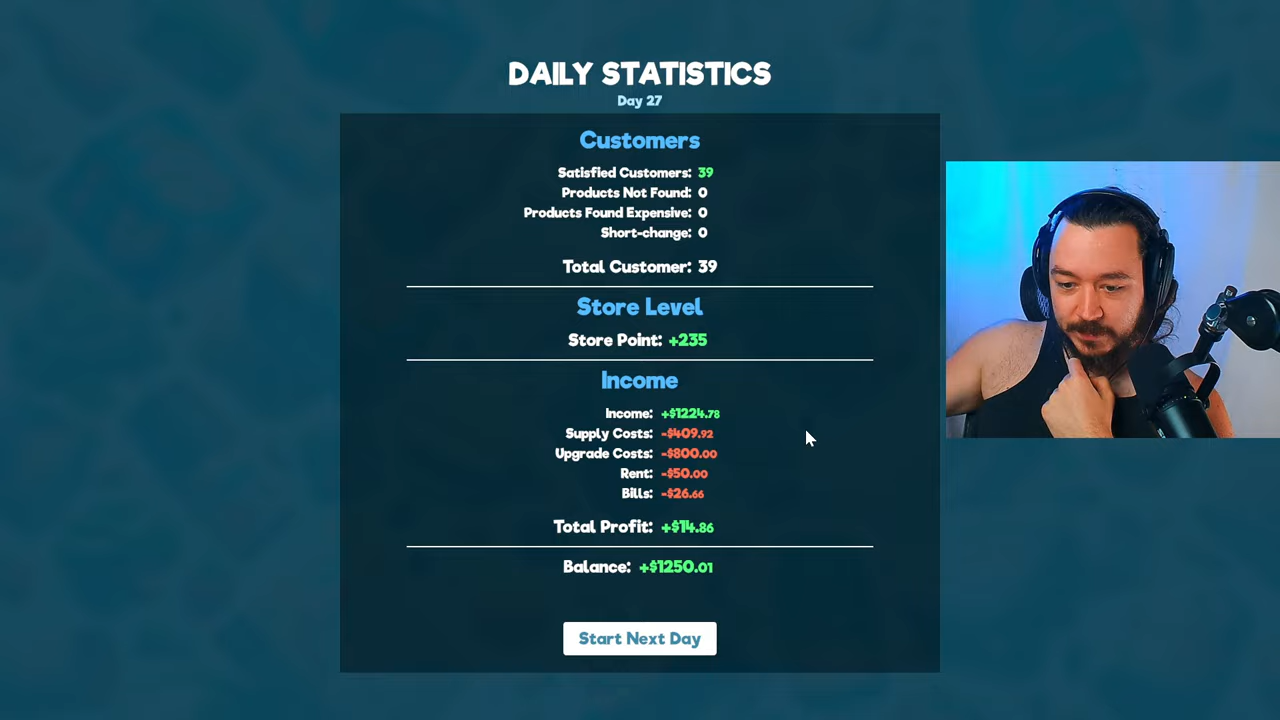 DAILY STATISTICS
Day 27
Customers
Satisfied Customers: 39
Products Not Found: 0
Products Found Expensive: 0
Short-change: 0
Total Customer: 39
Store Level
Store Point: +235
Income
Income: +$1224.78
Supply Costs: -$409.92
Upgrade Costs: -$800.00
Rent: -$50.00
Bills: -$26.66
Total Profit: +$14.86
Balance: +$1250.01
Start Next Day